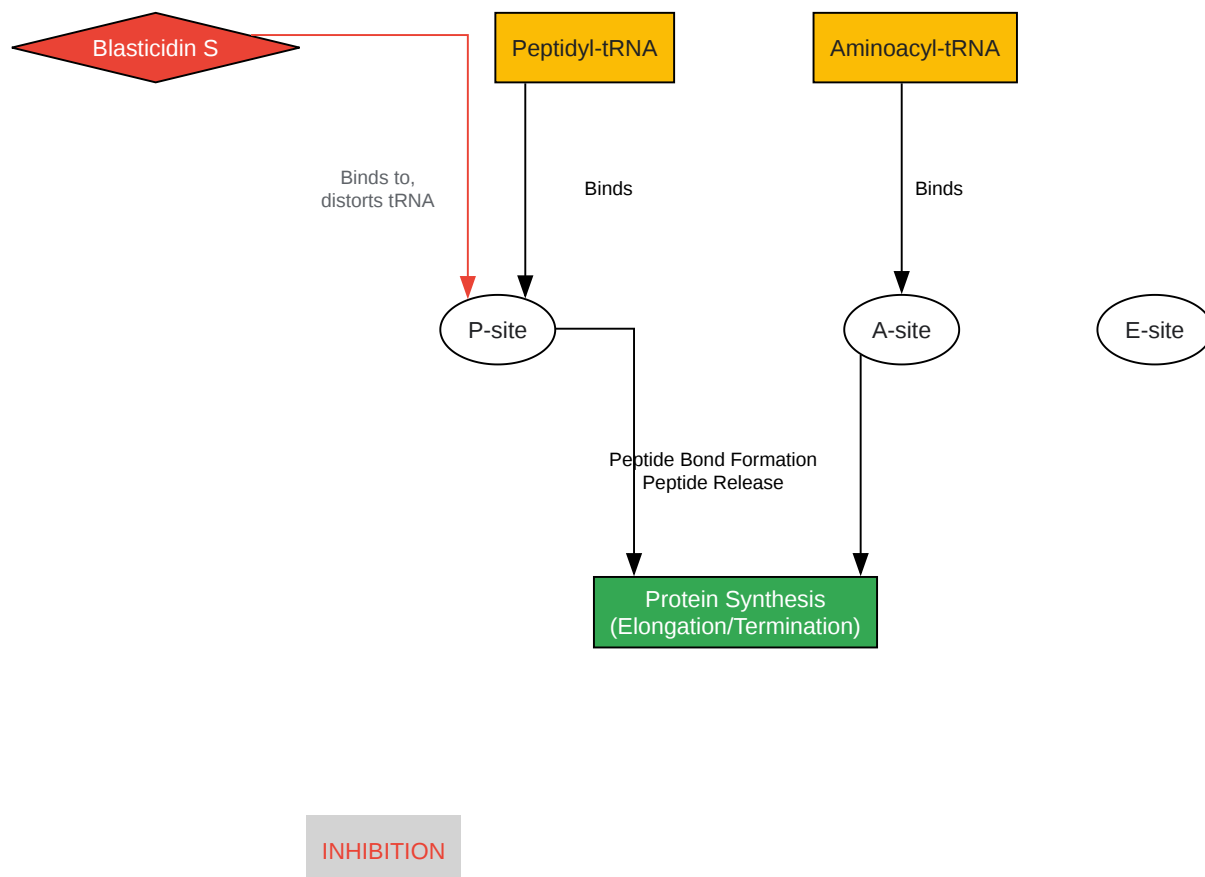 Blasticidin S
Peptidyl-tRNA
Aminoacyl-tRNA
Binds to,
distorts tRNA
Binds
Binds
P-site
A-site
E-site
Peptide Bond Formation
Peptide Release
Protein Synthesis
(Elongation/Termination)
INHIBITION